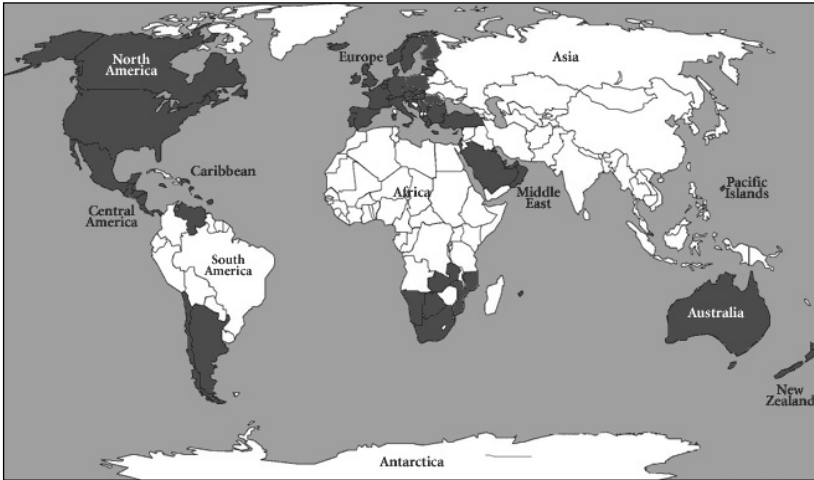 North
America
Europe
Asia
Caribbean
Central
America
Africa
Middle
East
Pacific
Islands
South
America
Australia
New
Zealand
Antarctica